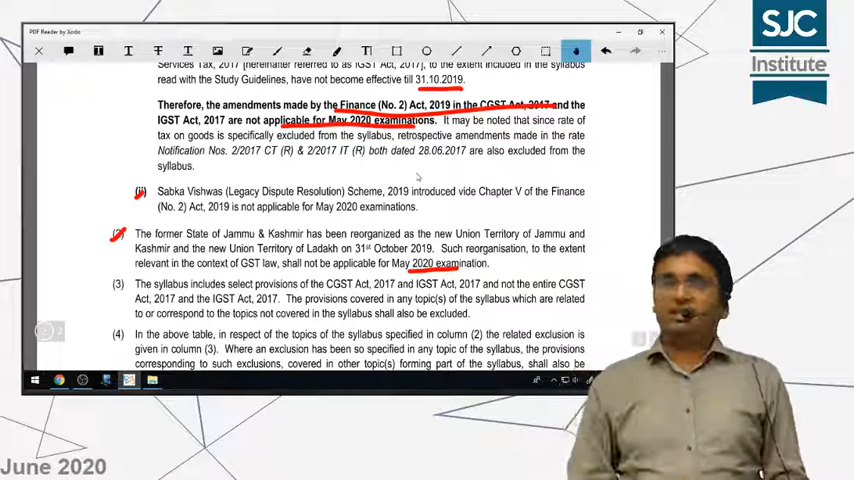 PDF Reader by Xodo
SJC
Institute
Services Tax, 2017 [hereinafter referred to as IGST Act, 2017], to the extent included in the syllabus
read with the Study Guidelines, have not become effective till 31.10.2019.
Therefore, the amendments made by the Finance (No. 2) Act, 2019 in the CGST Act, 2017 and the
IGST Act, 2017 are not applicable for May 2020 examinations. It may be noted that since rate of
tax on goods is specifically excluded from the syllabus, retrospective amendments made in the rate
Notification Nos. 2/2017 CT (R) & 2/2017 IT (R) both dated 28.06.2017 are also excluded from the
syllabus.
(ii) Sabka Vishwas (Legacy Dispute Resolution) Scheme, 2019 introduced vide Chapter V of the Finance
(No. 2) Act, 2019 is not applicable for May 2020 examinations.
(2) The former State of Jammu & Kashmir has been reorganized as the new Union Territory of Jammu and
Kashmir and the new Union Territory of Ladakh on 31st October 2019. Such reorganisation, to the extent
relevant in the context of GST law, shall not be applicable for May 2020 examination.
(3) The syllabus includes select provisions of the CGST Act, 2017 and IGST Act, 2017 and not the entire CGST
Act, 2017 and the IGST Act, 2017. The provisions covered in any topic(s) of the syllabus which are related
to or correspond to the topics not covered in the syllabus shall also be excluded.
(4) In the above table, in respect of the topics of the syllabus specified in column (2) the related exclusion is
given in column (3). Where an exclusion has been so specified in any topic of the syllabus, the provisions
corresponding to such exclusions, covered in other topic(s) forming part of the syllabus, shall also be
June 2020